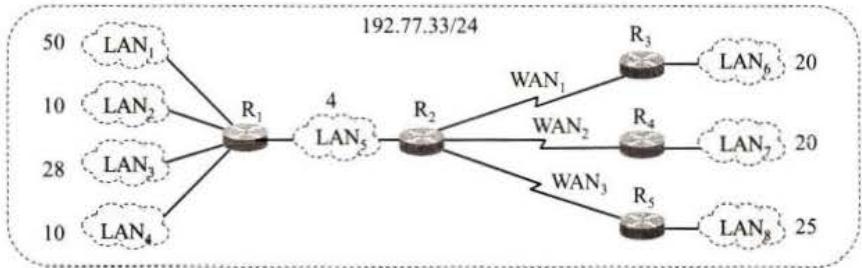 192.77.33/24
50 LAN₁
10 LAN₂
28 LAN₃
10 LAN₄
R₁
4
LAN₅
R₂
WAN₁
WAN₂
WAN₃
R₃
LAN₆ 20
R₄
LAN₇ 20
R₅
LAN₈ 25